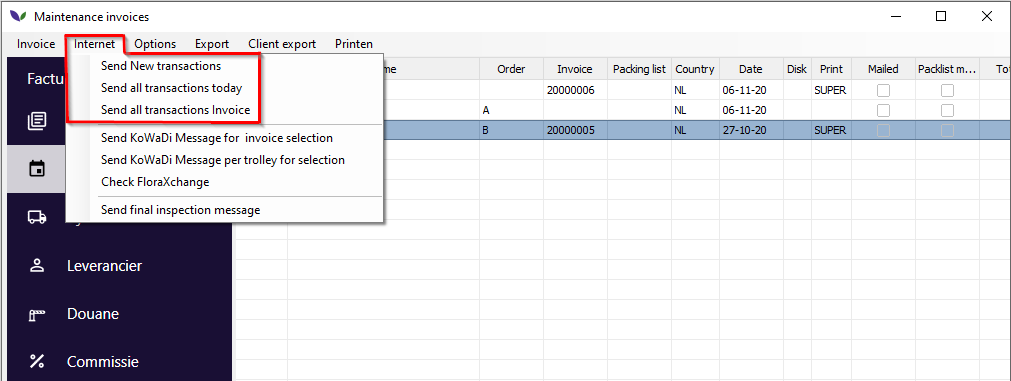 Maintenance invoices
Invoice Internet Options Export Client export Printen
Send New transactions
Send all transactions today
Send all transactions Invoice
Send KoWaDi Message for invoice selection
Send KoWaDi Message per trolley for selection
Check FloraXchange
Send final inspection message
Factu
Leverancier
Douane
Commissie
me Order Invoice Packing list Country Date Disk Print Mailed Packlist m... Tot
20000006 NL 06-11-20 SUPER
A NL 06-11-20
B 20000005 NL 27-10-20 SUPER